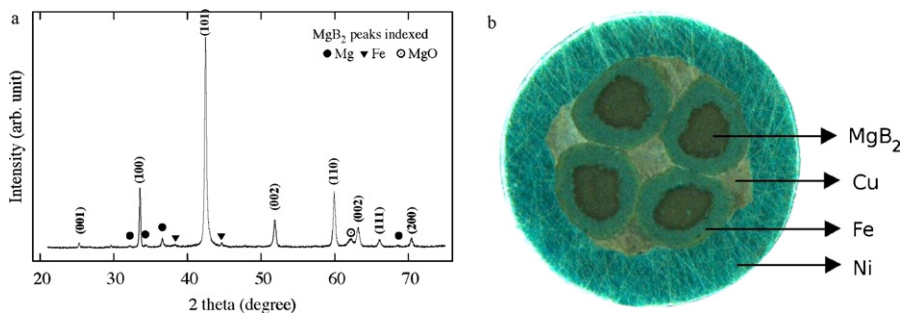 a
MgB₂ peaks indexed
● Mg ▼ Fe ⊙ MgO
Intensity (arb. unit)
(001)
(100)
(101)
(002)
(110)
(002)
(111)
(200)
20 30 40 50 60 70
2 theta (degree)
b
MgB₂
Cu
Fe
Ni